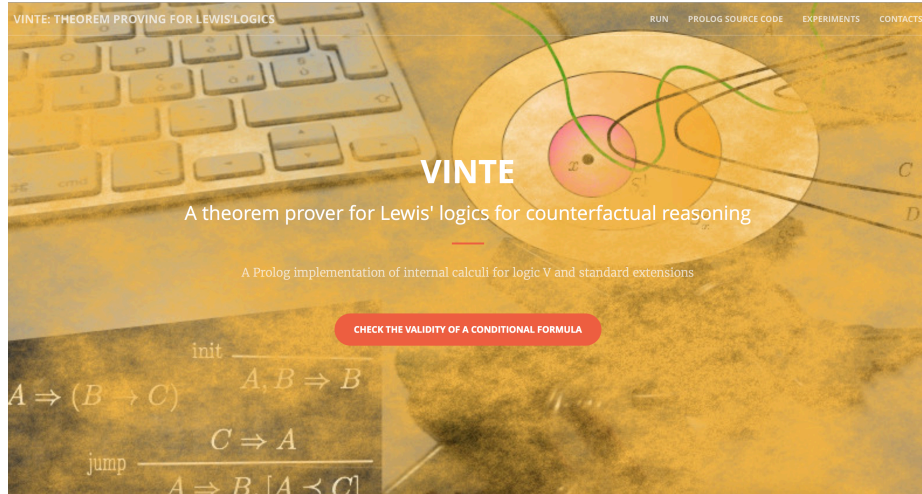 VINTE: THEOREM PROVING FOR LEWIS'LOGICS
RUN PROLOG SOURCE CODE EXPERIMENTS CONTACTS
VINTE
A theorem prover for Lewis' logics for counterfactual reasoning
A Prolog implementation of internal calculi for logic V and standard extensions
CHECK THE VALIDITY OF A CONDITIONAL FORMULA
x
C
D
init
A, B ⇒ B
A ⇒ (B → C)
C ⇒ A
jump
A ⇒ B, [A ≺ C]
cmd